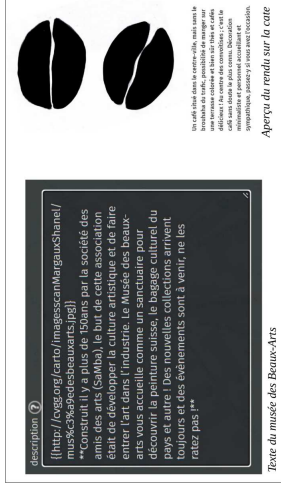 description ?
{{http://cvgg.org/carto/imagesscanMargauxShanel/
mus%c3%a9edesbeauxarts.jpg}}
**Construit il y a plus de 150ans par la société des
amis des arts (SaMba), le but de cette association
était de développer la culture artistique et de faire
entrer l'art dans l'industrie. Le Musée des beaux-
arts vous accueille comme un sanctuaire pour
découvrir la peinture suisse, le bagage culturel du
pays et autre ! Des nouvelles collections arrivent
toujours et des évènements sont à venir, ne les
ratez pas !**
Texte du musée des Beaux-Arts
Un café situé dans le centre-ville, mais sans le
brouhaha du trafic, possibilité de manger sur
une terrasse colorée et bien sûr thés et cafés
délicieux ! Au centre des convoitises ; c'est le
café sans doute le plus connu. Décoration
minimaliste et personnel accueillant et
sympathique, passez-y si vous avez l'occasion.
Aperçu du rendu sur la cate